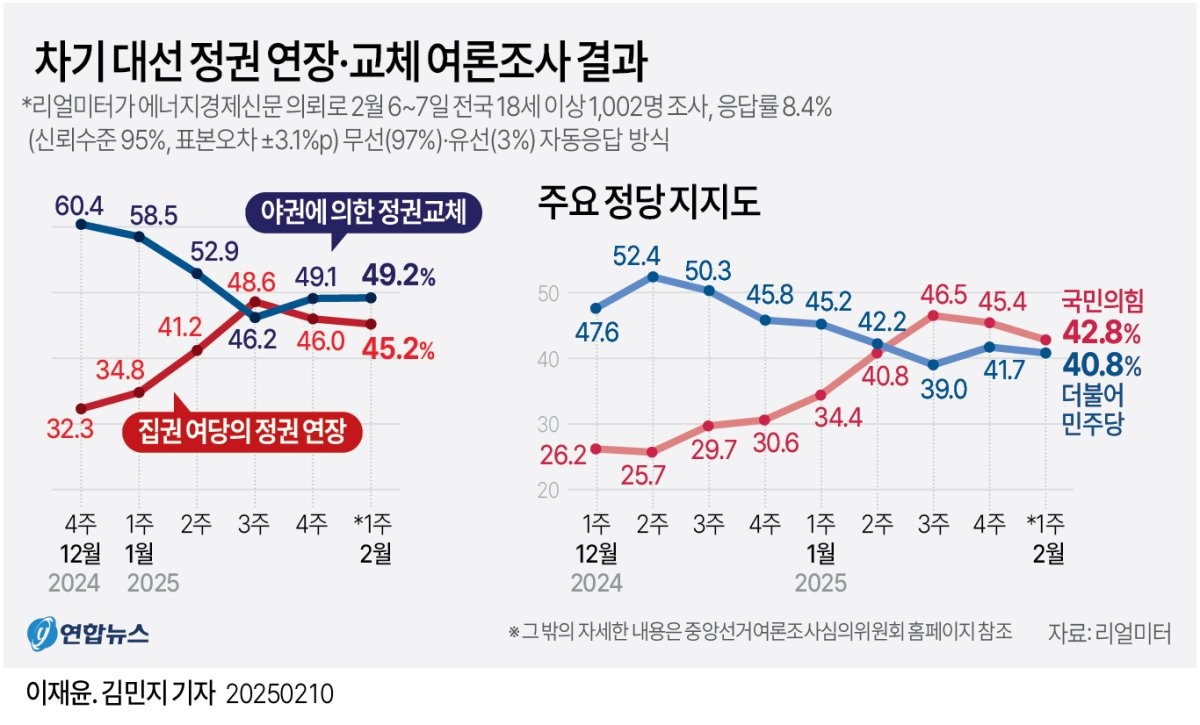 차기 대선 정권 연장·교체 여론조사 결과
*리얼미터가 에너지경제신문 의뢰로 2월 6~7일 전국 18세 이상 1,002명 조사, 응답률 8.4%
(신뢰수준 95%, 표본오차 ±3.1%p) 무선(97%)·유선(3%) 자동응답 방식
야권에 의한 정권교체
60.4
58.5
52.9
46.2
49.1
49.2%
32.3
34.8
41.2
48.6
46.0
45.2%
집권 여당의 정권 연장
4주 1주 2주 3주 4주 *1주
12월 1월 2월
2024 2025
주요 정당 지지도
50
40
30
20
47.6
52.4
50.3
45.8
45.2
42.2
39.0
41.7
40.8%
더불어
민주당
26.2
25.7
29.7
30.6
34.4
40.8
46.5
45.4
국민의힘
42.8%
1주 2주 3주 4주 1주 2주 3주 4주 *1주
12월 1월 2월
2024 2025
연합뉴스
※그 밖의 자세한 내용은 중앙선거여론조사심의위원회 홈페이지 참조
자료: 리얼미터
이재윤. 김민지 기자 20250210